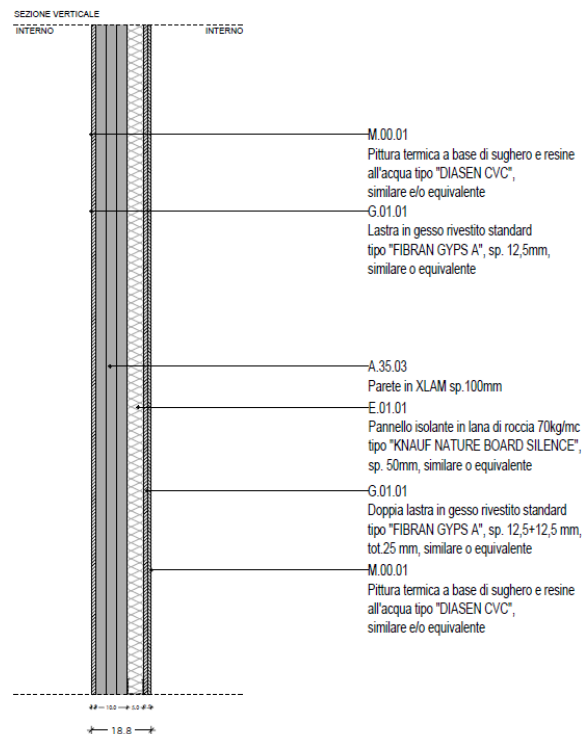 SEZIONE VERTICALE
INTERNO
INTERNO
M.00.01
Pittura termica a base di sughero e resine
all'acqua tipo "DIASEN CVC",
similare e/o equivalente
G.01.01
Lastra in gesso rivestito standard
tipo "FIBRAN GYPS A", sp. 12,5mm,
similare o equivalente
A.35.03
Parete in XLAM sp.100mm
E.01.01
Pannello isolante in lana di roccia 70kg/mc
tipo "KNAUF NATURE BOARD SILENCE",
sp. 50mm, similare o equivalente
G.01.01
Doppia lastra in gesso rivestito standard
tipo "FIBRAN GYPS A", sp. 12,5+12,5 mm,
tot.25 mm, similare o equivalente
M.00.01
Pittura termica a base di sughero e resine
all'acqua tipo "DIASEN CVC",
similare e/o equivalente
10.0 5.0
18.8